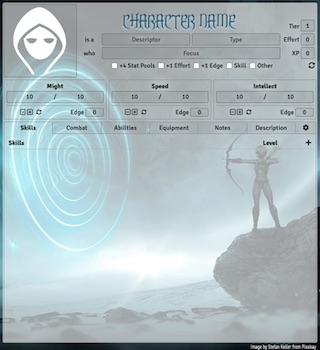 CHARACTER NAME
Tier 1
is a Descriptor Type Effort 0
who Focus XP 0
+4 Stat Pools +1 Effort +1 Edge Skill Other
Might Speed Intellect
10 / 10 10 / 10 10 / 10
Edge 0 Edge 0 Edge 0
Skills Combat Abilities Equipment Notes Description
Skills Level +
Image by Stefan Keller from Pixabay